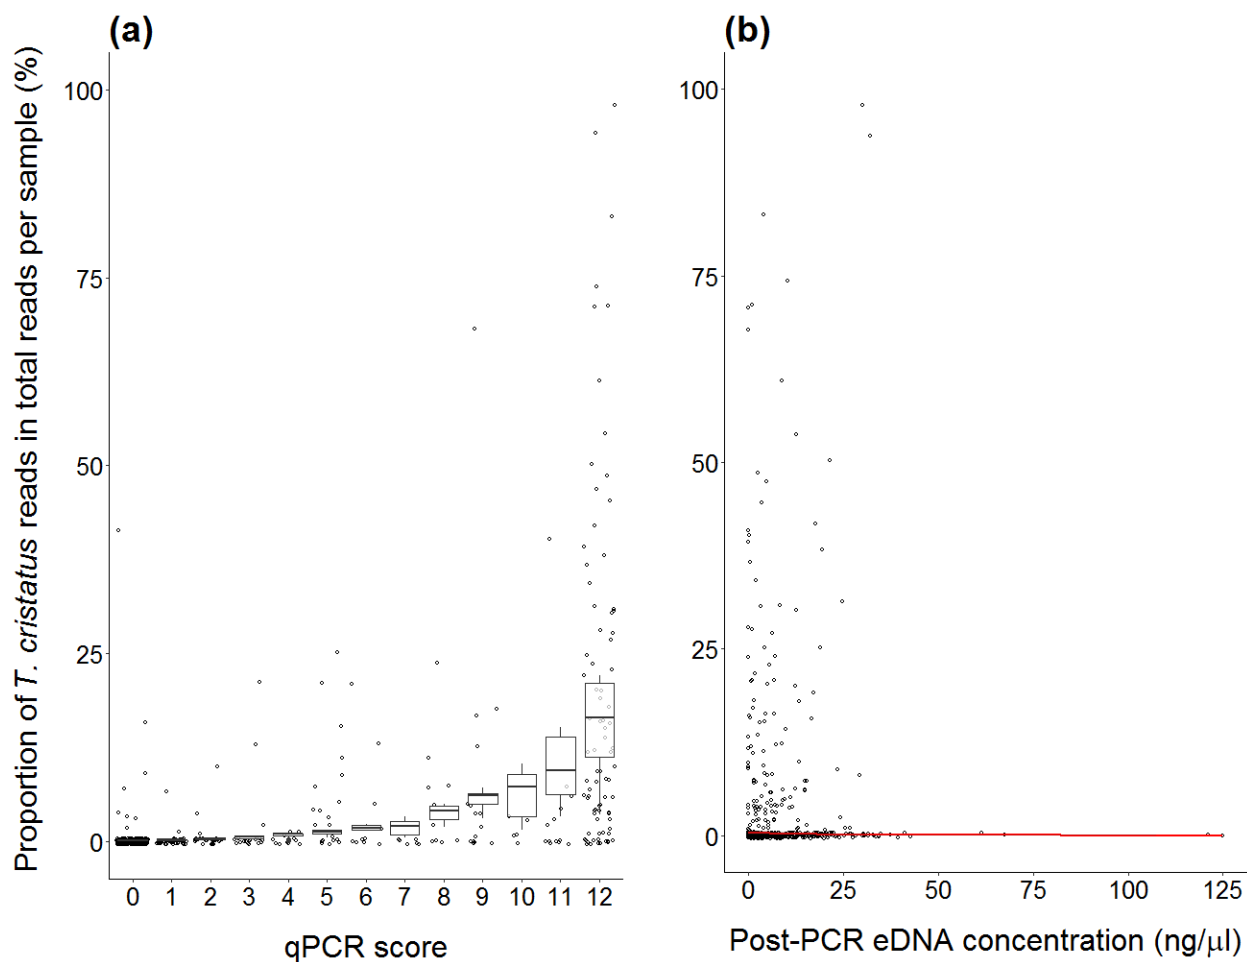 (a)
(b)
Proportion of T. cristatus reads in total reads per sample (%)
100
75
50
25
0
0 1 2 3 4 5 6 7 8 9 10 11 12
qPCR score
100
75
50
25
0
0 25 50 75 100 125
Post-PCR eDNA concentration (ng/μl)